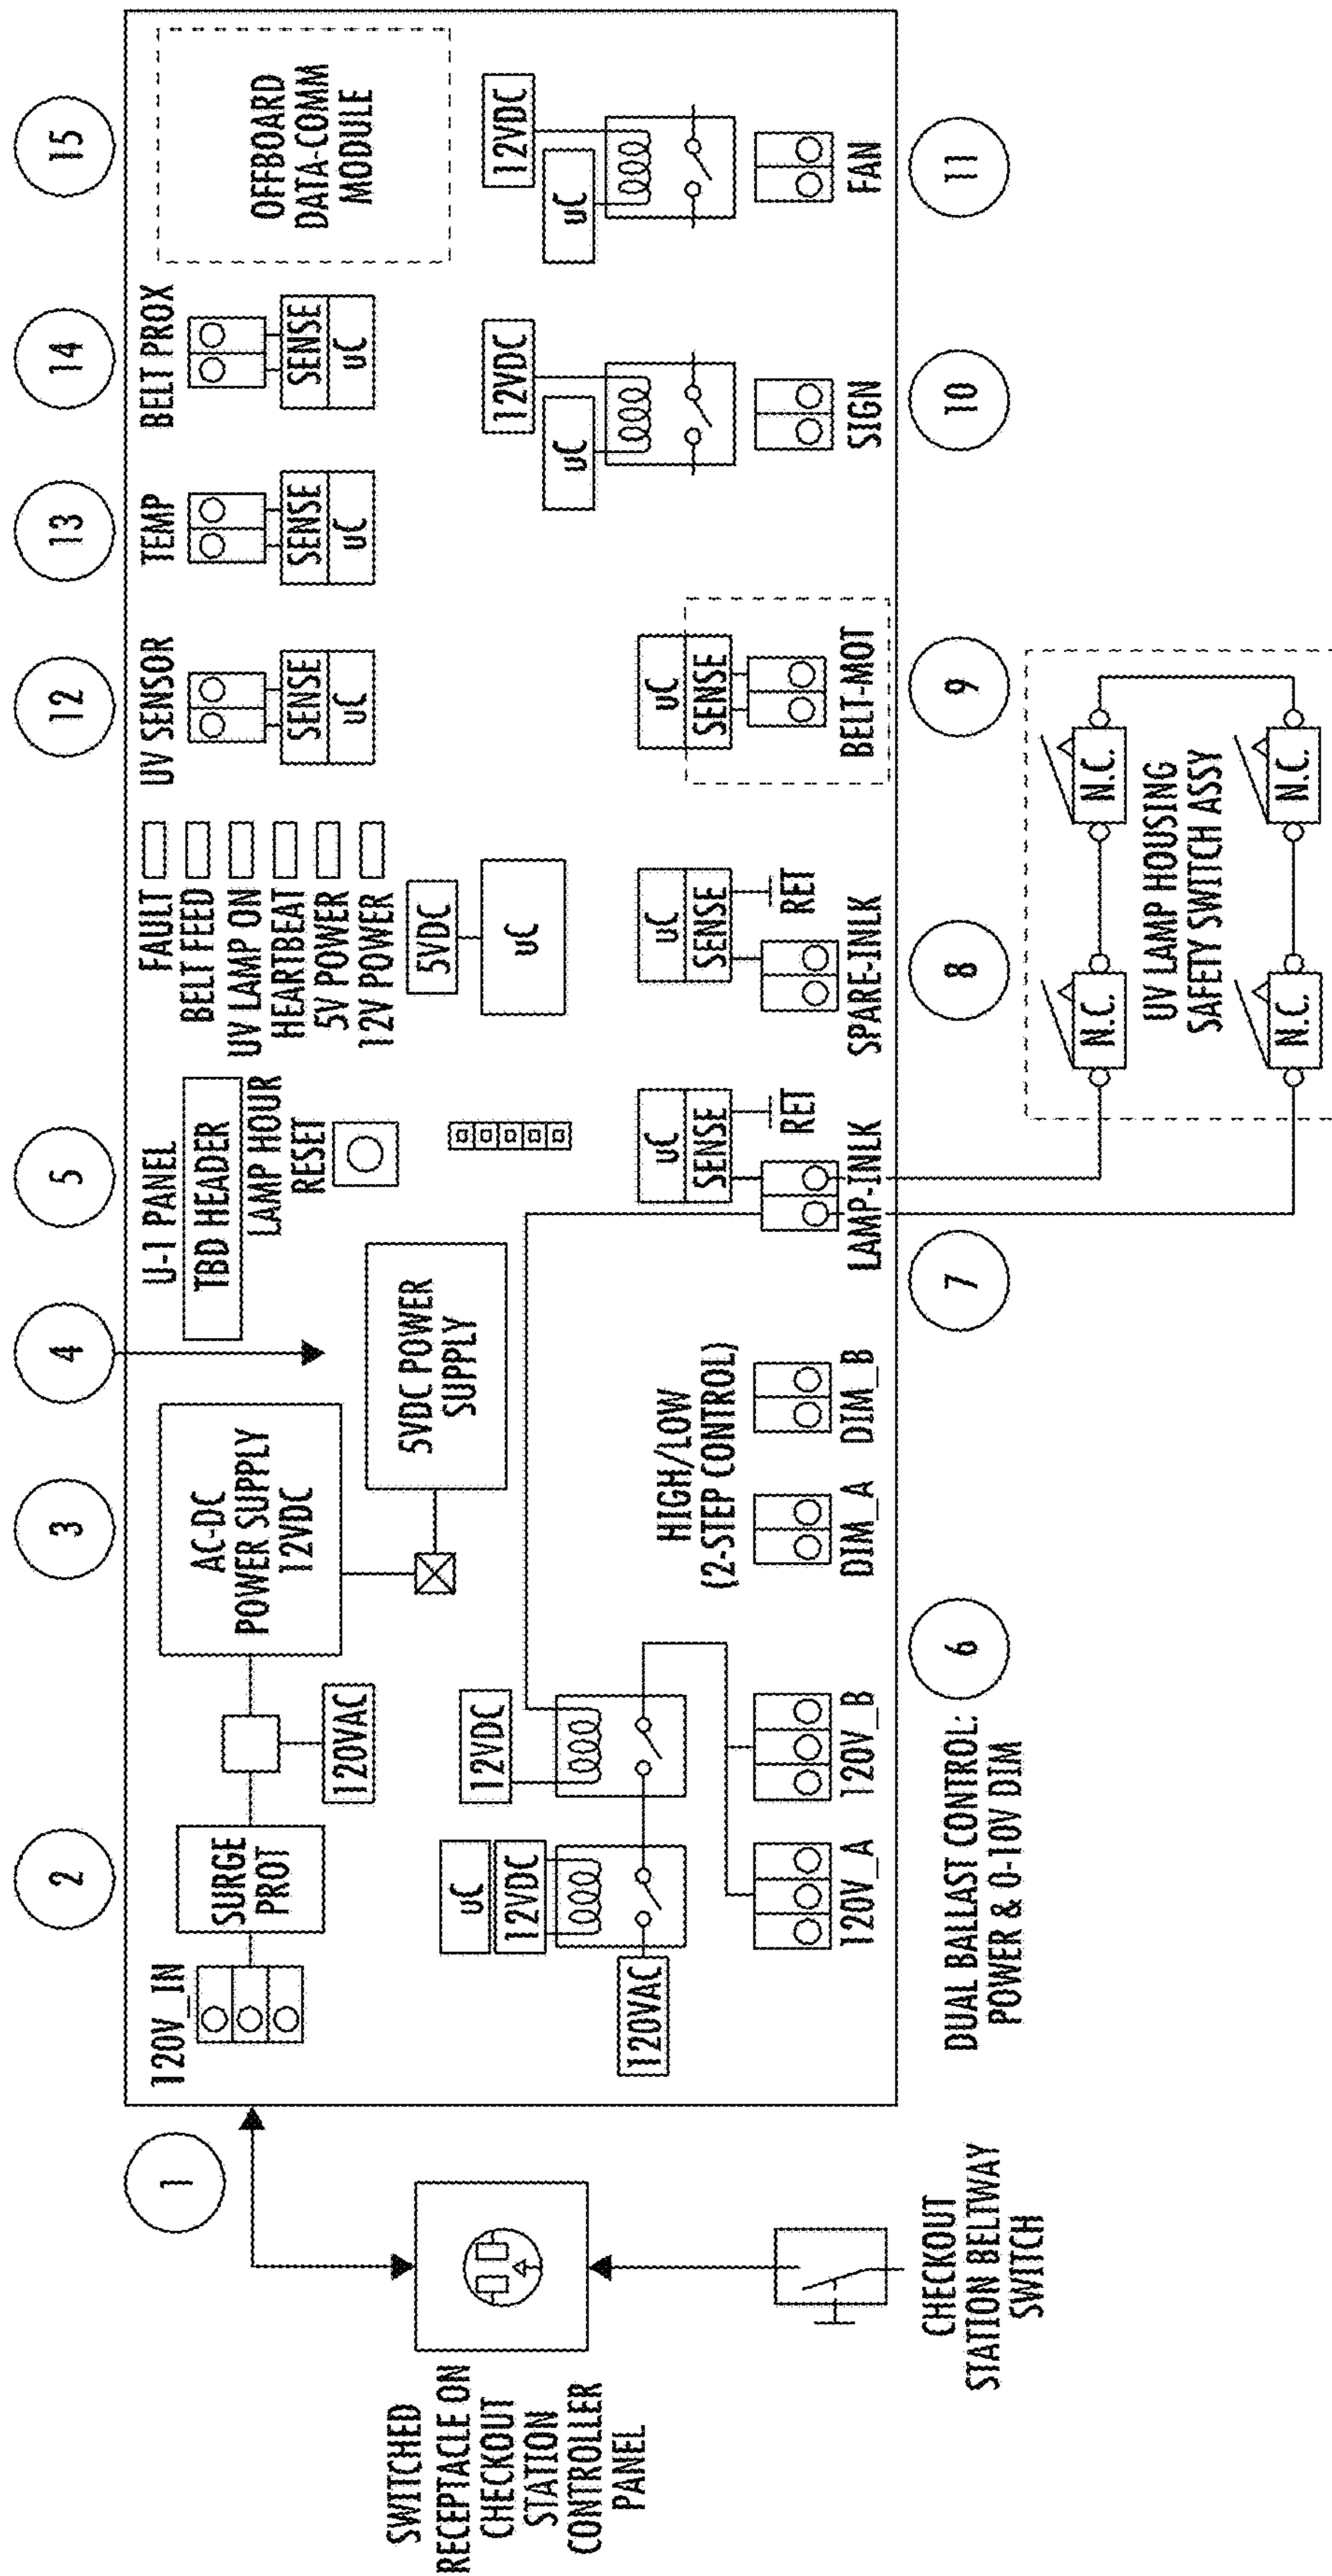 1
2
3
4
5
12
13
14
15
120V_IN
SURGE
PROT
120VAC
AC-DC
POWER SUPPLY
12VDC
5VDC POWER
SUPPLY
U-1 PANEL
TBD HEADER
LAMP HOUR
RESET
FAULT
BELT FEED
UV LAMP ON
HEARTBEAT
5V POWER
12V POWER
5VDC
uC
UV SENSOR
SENSE
uC
TEMP
SENSE
uC
BELT PROX
SENSE
uC
OFFBOARD
DATA-COMM
MODULE
uC
12VDC
120VAC
12VDC
120V_A
120V_B
HIGH/LOW
(2-STEP CONTROL)
DIM_A
DIM_B
uC
SENSE
RET
LAMP-INLK
uC
SENSE
RET
SPARE-INLK
uC
SENSE
BELT-MOT
12VDC
uC
SIGN
12VDC
uC
FAN
6
7
8
9
10
11
DUAL BALLAST CONTROL:
POWER & 0-10V DIM
N.C.
N.C.
UV LAMP HOUSING
SAFETY SWITCH ASSY
N.C.
N.C.
SWITCHED
RECEPTACLE ON
CHECKOUT
STATION
CONTROLLER
PANEL
CHECKOUT
STATION BELTWAY
SWITCH